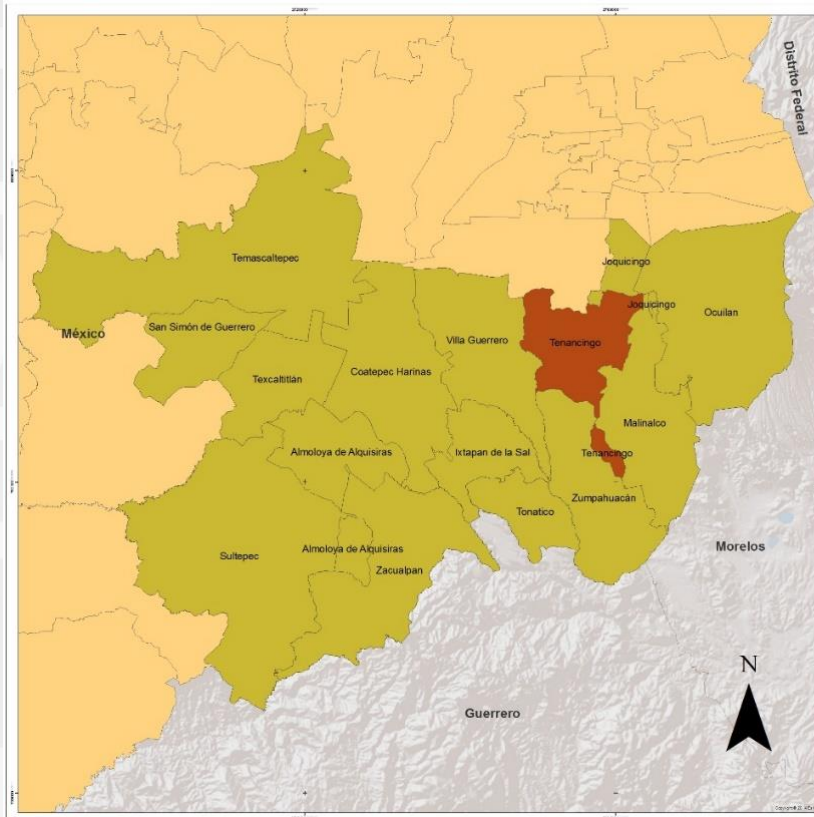 Distrito Federal
Joquicingo
Temascaltepec
Joquicingo
Ocuilan
San Simón de Guerrero
México
Villa Guerrero
Tenancingo
Coatepec Harinas
Texcaltitlán
Malinalco
Almoloya de Alquisiras
Ixtapan de la Sal
Tenancingo
Zumpahuacán
Tonatico
Morelos
Almoloya de Alquisiras
Sultepec
Zacualpan
N
Guerrero